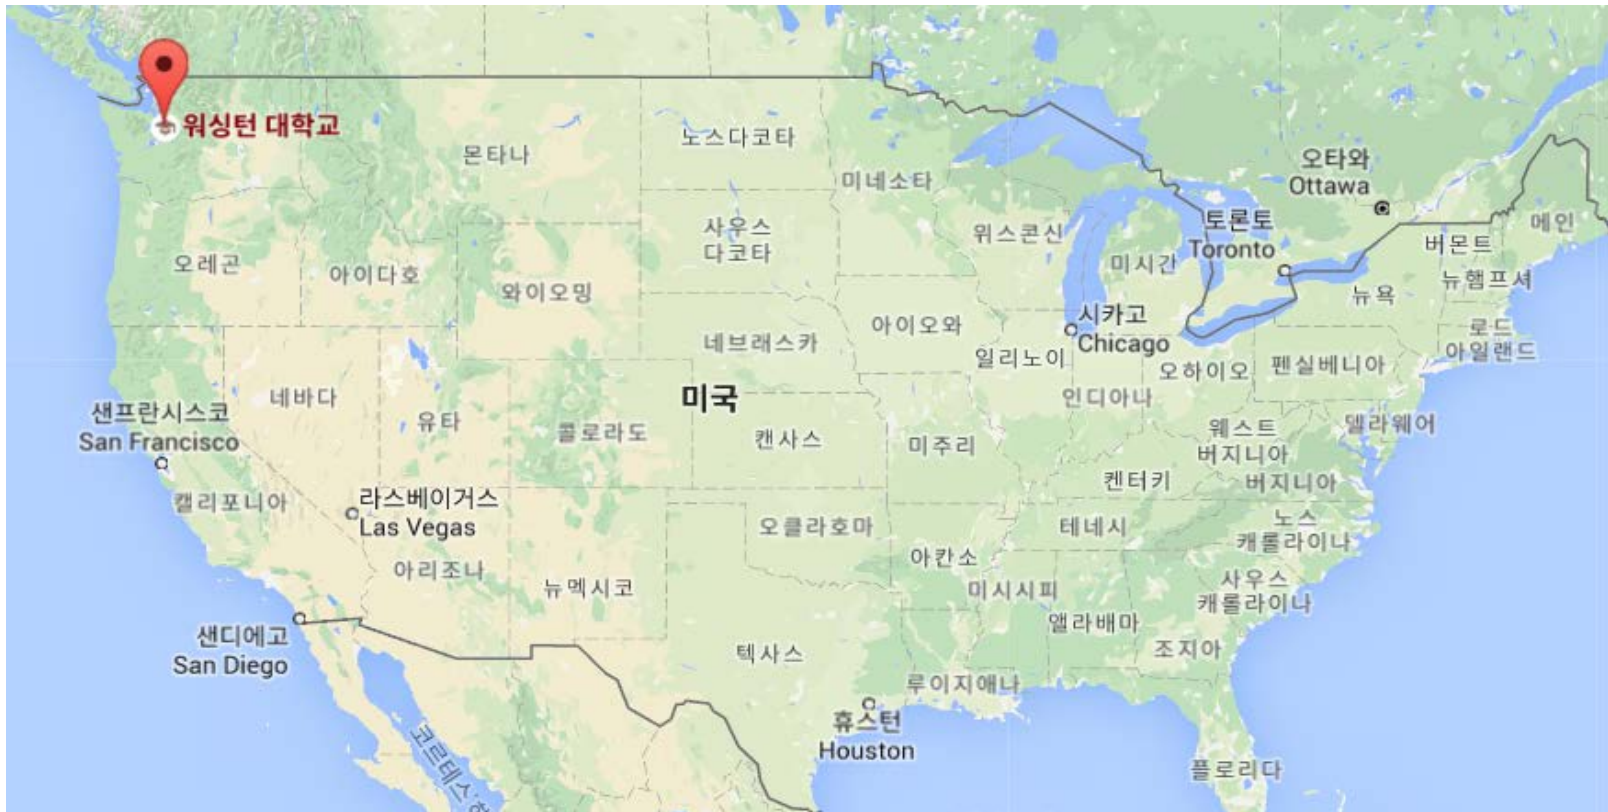 워싱턴 대학교
몬타나
노스다코타
미네소타
오타와
Ottawa
위스콘신
사우스
다코타
토론토
Toronto
메인
버몬트
오레곤
아이다호
와이오밍
미시간
뉴욕
뉴햄프셔
시카고
Chicago
아이오와
네브래스카
일리노이
오하이오
펜실베니아
로드
아일랜드
네바다
유타
미국
인디아나
샌프란시스코
San Francisco
콜로라도
캔사스
미주리
웨스트
버지니아
델라웨어
캘리포니아
라스베이거스
Las Vegas
켄터키
버지니아
오클라호마
테네시
노스
캐롤라이나
아리조나
뉴멕시코
아칸소
미시시피
사우스
캐롤라이나
샌디에고
San Diego
텍사스
앨라배마
조지아
루이지애나
휴스턴
Houston
코르테스
플로리다